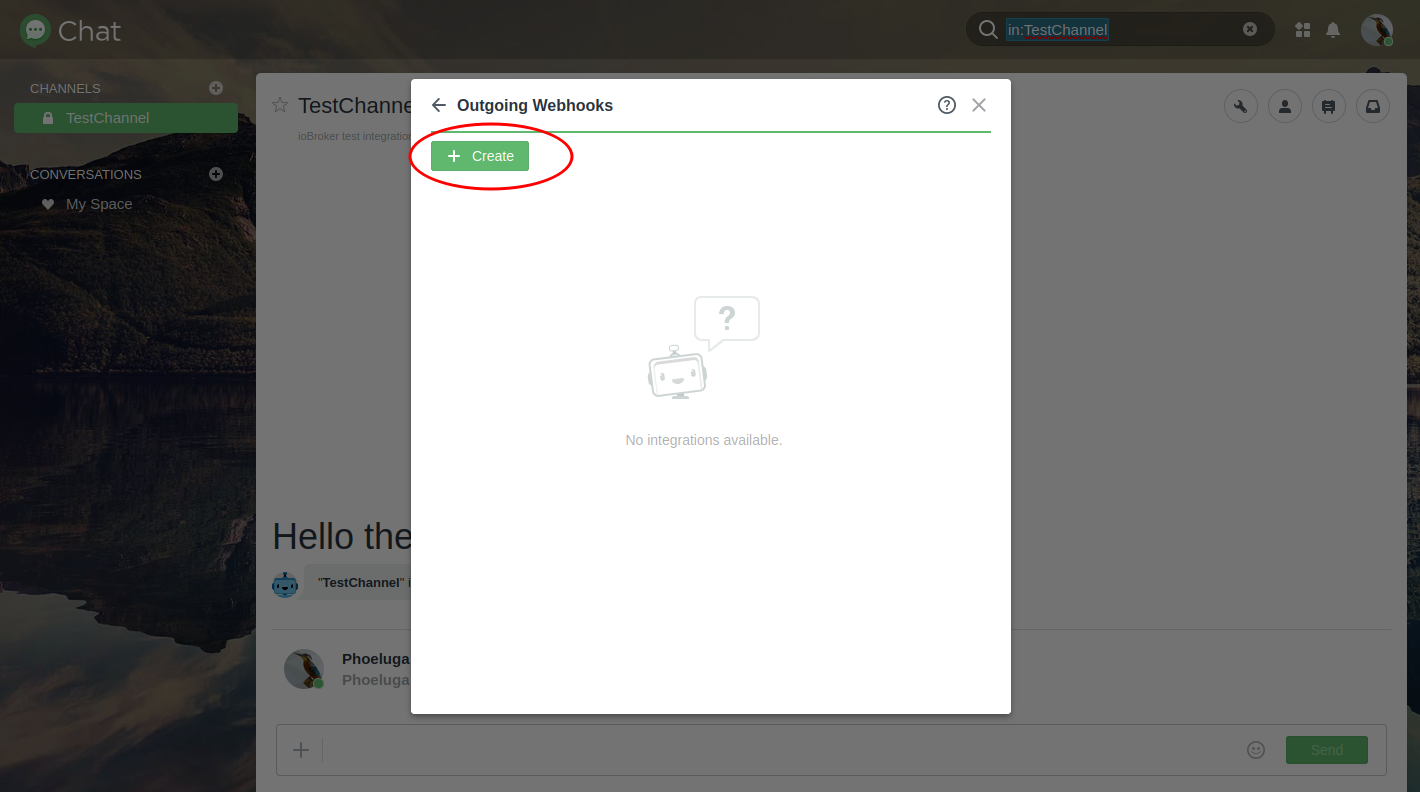 Chat
in:TestChannel
CHANNELS
TestChannel
CONVERSATIONS
My Space
TestChanne
ioBroker test integration
Outgoing Webhooks
?
Create
?
No integrations available.
Hello the
"TestChannel" i
Phoeluga
Phoeluga
Send